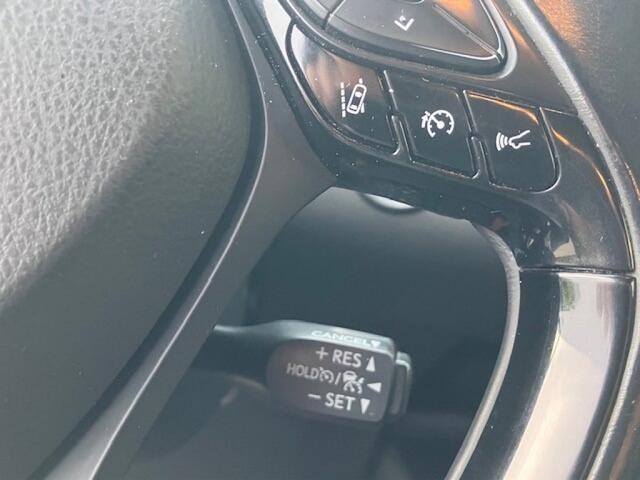 CANCEL
+ RES
HOLD /
- SET